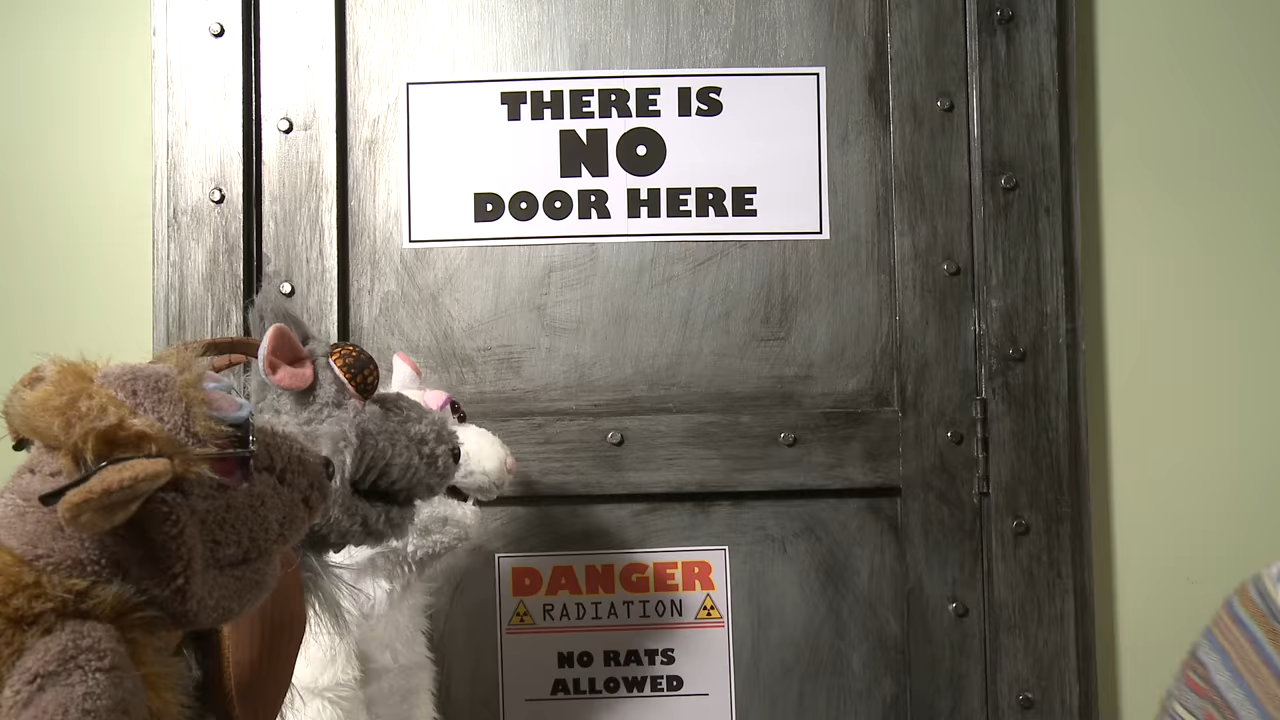 THERE IS
NO
DOOR HERE
DANGER
RADIATION
NO RATS
ALLOWED